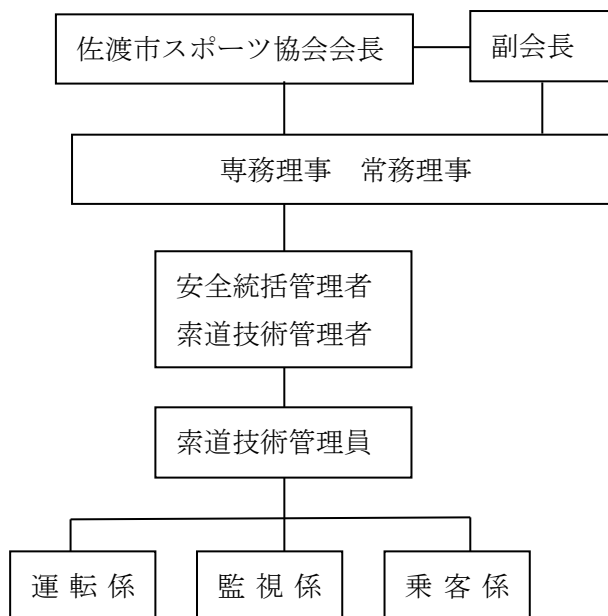 佐渡市スポーツ協会会長
副会長
専務理事　常務理事
安全統括管理者
索道技術管理者
索道技術管理員
運転係
監視係
乗客係